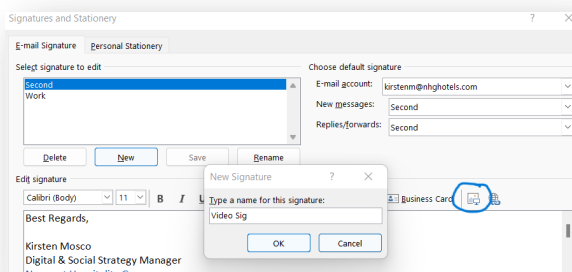 Signatures and Stationery
E-mail Signature Personal Stationery
Select signature to edit Choose default signature
Second
Work
E-mail account: kirstenm@nhghotels.com
New messages: Second
Replies/forwards: Second
Delete New Save Rename
Edit signature
New Signature
Calibri (Body) 11 B I U
Business Card
Type a name for this signature:
Video Sig
OK Cancel
Best Regards,
Kirsten Mosco
Digital & Social Strategy Manager